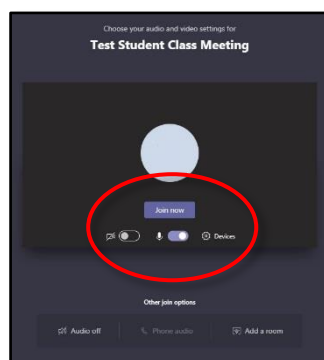 Choose your audio and video settings for
Test Student Class Meeting
Join now
Devices
Other join options
Audio off
Phone audio
Add a room